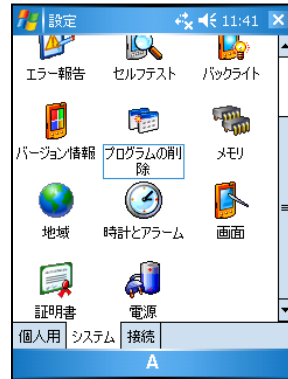 設定 11:41
エラー報告 セルフテスト バックライト
バージョン情報 プログラムの削除 メモリ
地域 時計とアラーム 画面
証明書 電源
個人用 システム 接続
A